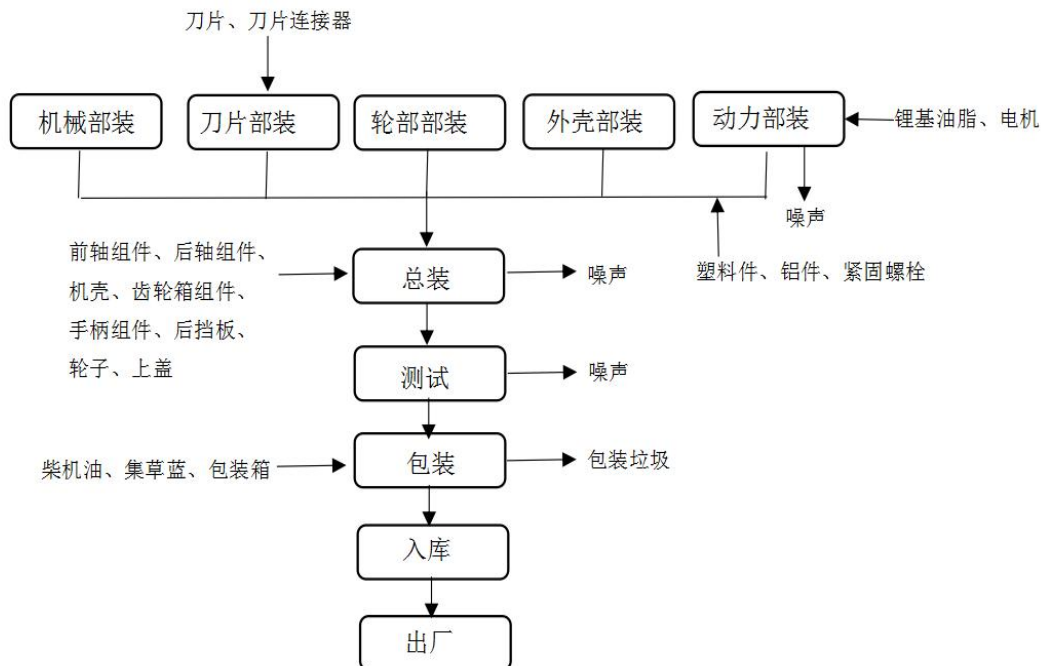 刀片、刀片连接器
机械部装
刀片部装
轮部部装
外壳部装
动力部装
锂基油脂、电机
噪声
前轴组件、后轴组件、
机壳、齿轮箱组件、
手柄组件、后挡板、
轮子、上盖
总装
噪声
塑料件、铝件、紧固螺栓
测试
噪声
柴机油、集草蓝、包装箱
包装
包装垃圾
入库
出厂